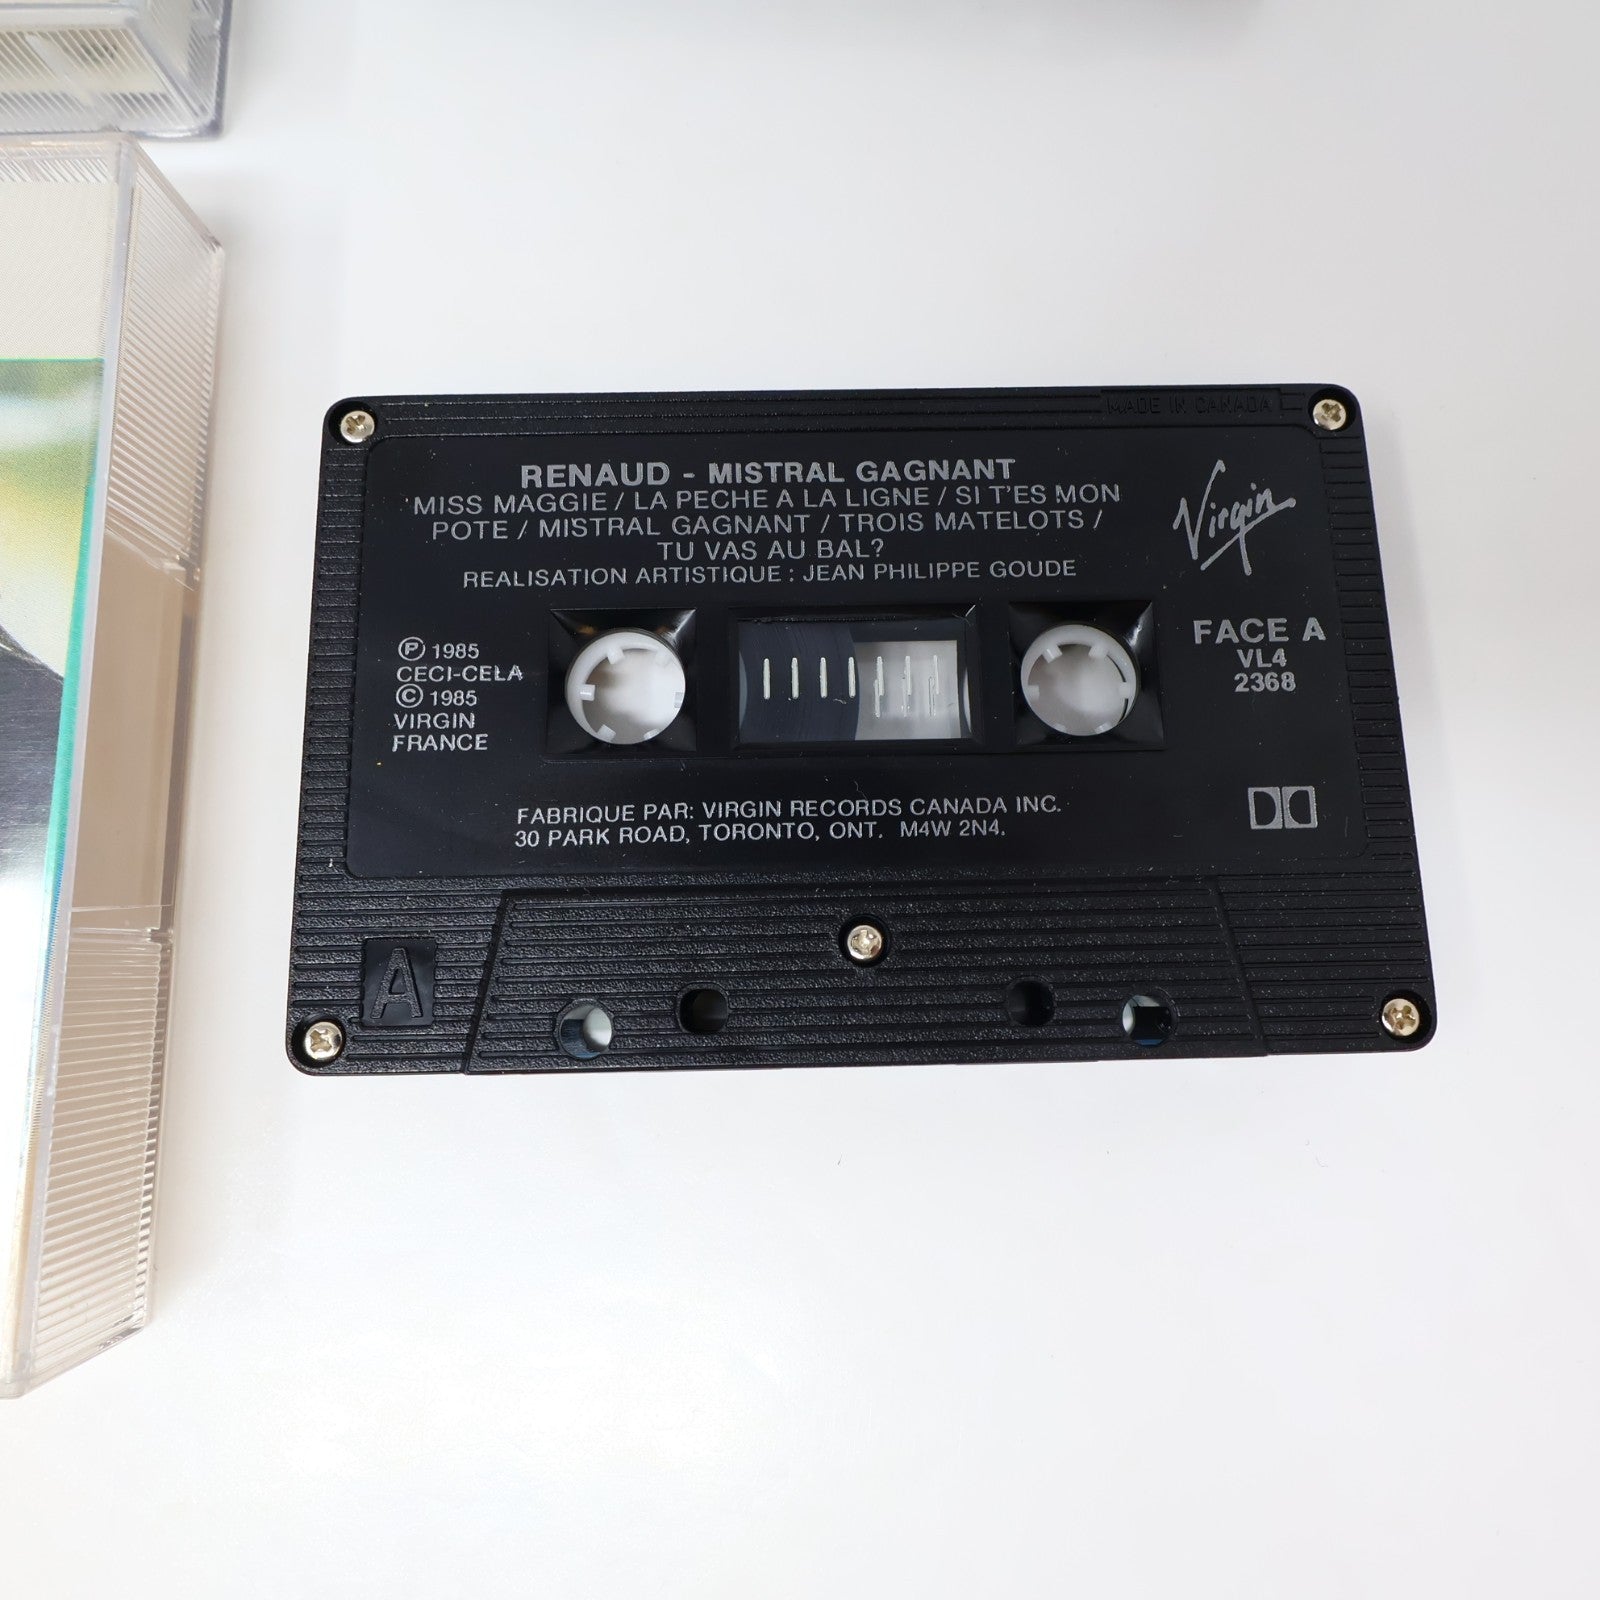 MADE IN CANADA
RENAUD - MISTRAL GAGNANT
MISS MAGGIE / LA PECHE A LA LIGNE / SI T'ES MON
POTE / MISTRAL GAGNANT / TROIS MATELOTS /
TU VAS AU BAL?
REALISATION ARTISTIQUE : JEAN PHILIPPE GOUDE
Virgin
Ⓟ 1985
CECI-CELA
© 1985
VIRGIN
FRANCE
FACE A
VL4
2368
FABRIQUE PAR: VIRGIN RECORDS CANADA INC.
30 PARK ROAD, TORONTO, ONT. M4W 2N4.
A